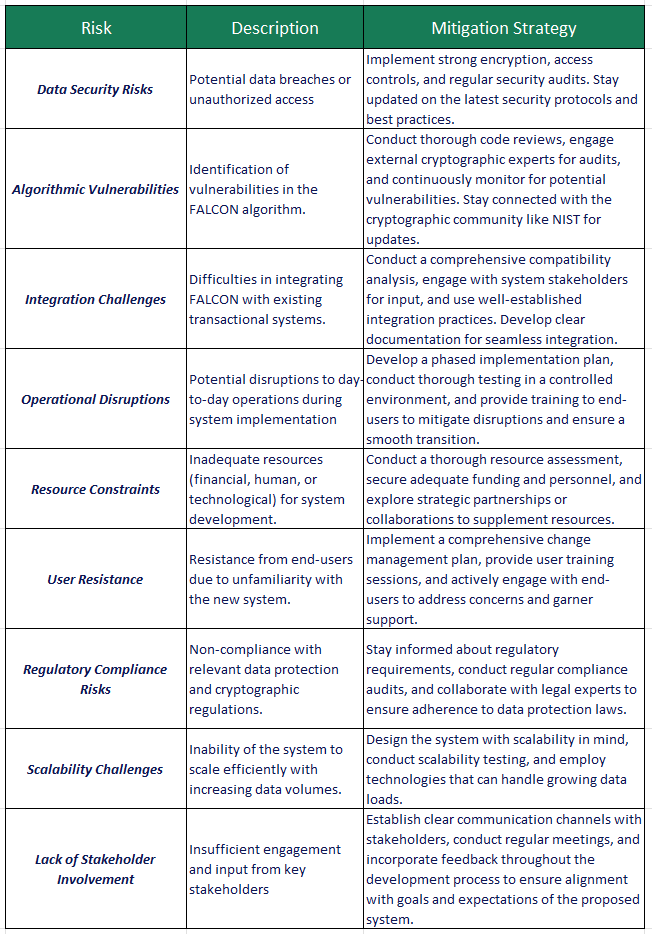 Risk
Description
Mitigation Strategy
Data Security Risks
Potential data breaches or
unauthorized access
Implement strong encryption, access
controls, and regular security audits. Stay
updated on the latest security protocols and
best practices.
Algorithmic Vulnerabilities
Identification of
vulnerabilities in the
FALCON algorithm.
Conduct thorough code reviews, engage
external cryptographic experts for audits,
and continuously monitor for potential
vulnerabilities. Stay connected with the
cryptographic community like NIST for
updates.
Integration Challenges
Difficulties in integrating
FALCON with existing
transactional systems.
Conduct a comprehensive compatibility
analysis, engage with system stakeholders
for input, and use well-established
integration practices. Develop clear
documentation for seamless integration.
Operational Disruptions
Potential disruptions to day-
to-day operations during
system implementation
Develop a phased implementation plan,
conduct thorough testing in a controlled
environment, and provide training to end-
users to mitigate disruptions and ensure a
smooth transition.
Resource Constraints
Inadequate resources
(financial, human, or
technological) for system
development.
Conduct a thorough resource assessment,
secure adequate funding and personnel, and
explore strategic partnerships or
collaborations to supplement resources.
User Resistance
Resistance from end-users
due to unfamiliarity with
the new system.
Implement a comprehensive change
management plan, provide user training
sessions, and actively engage with end-
users to address concerns and garner
support.
Regulatory Compliance
Risks
Non-compliance with
relevant data protection
and cryptographic
regulations.
Stay informed about regulatory
requirements, conduct regular compliance
audits, and collaborate with legal experts to
ensure adherence to data protection laws.
Scalability Challenges
Inability of the system to
scale efficiently with
increasing data volumes.
Design the system with scalability in mind,
conduct scalability testing, and employ
technologies that can handle growing data
loads.
Lack of Stakeholder
Involvement
Insufficient engagement
and input from key
stakeholders
Establish clear communication channels with
stakeholders, conduct regular meetings, and
incorporate feedback throughout the
development process to ensure alignment
with goals and expectations of the proposed
system.